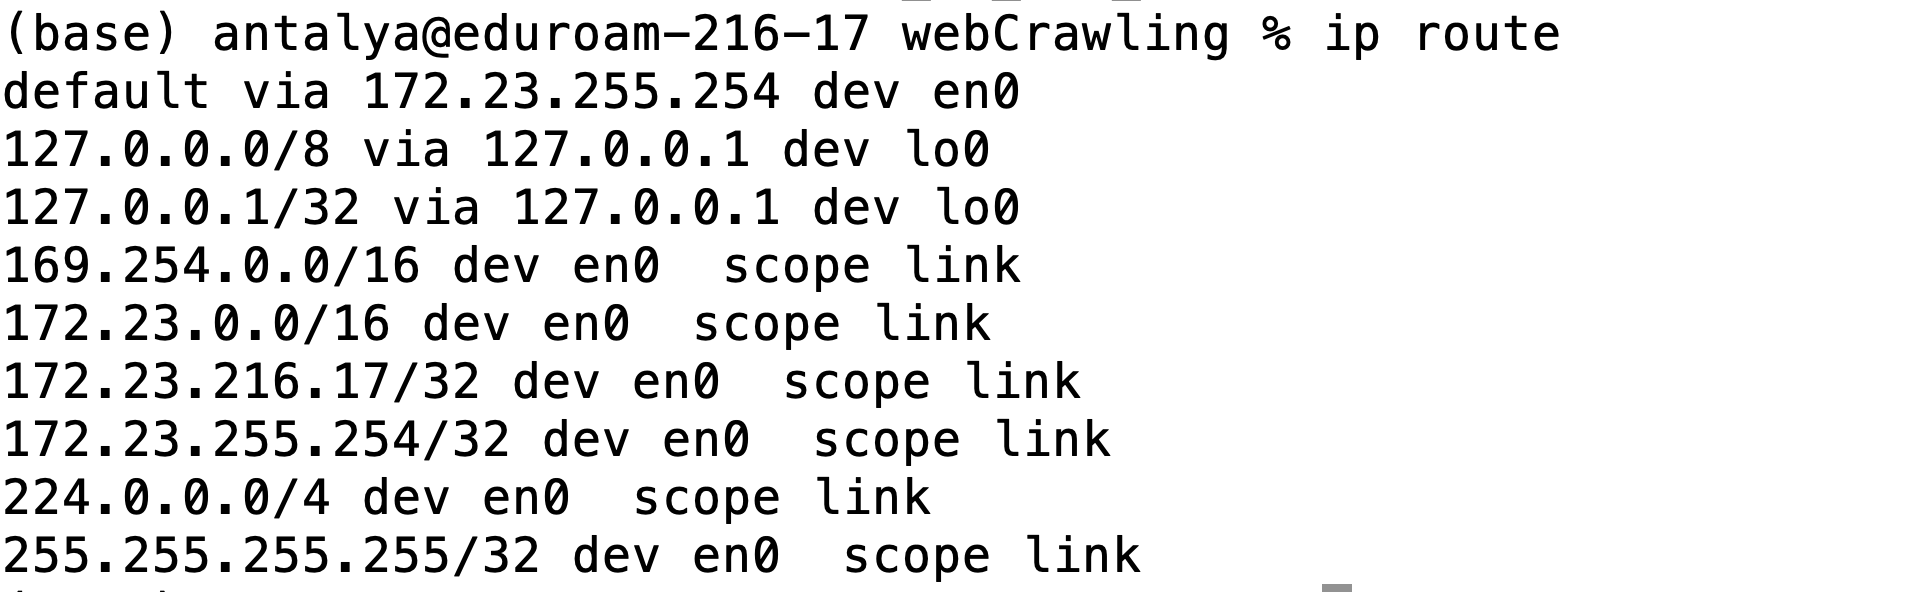 (base) antalya@eduroam-216-17 webCrawling % ip route
default via 172.23.255.254 dev en0
127.0.0.0/8 via 127.0.0.1 dev lo0
127.0.0.1/32 via 127.0.0.1 dev lo0
169.254.0.0/16 dev en0  scope link
172.23.0.0/16 dev en0  scope link
172.23.216.17/32 dev en0  scope link
172.23.255.254/32 dev en0  scope link
224.0.0.0/4 dev en0  scope link
255.255.255.255/32 dev en0  scope link